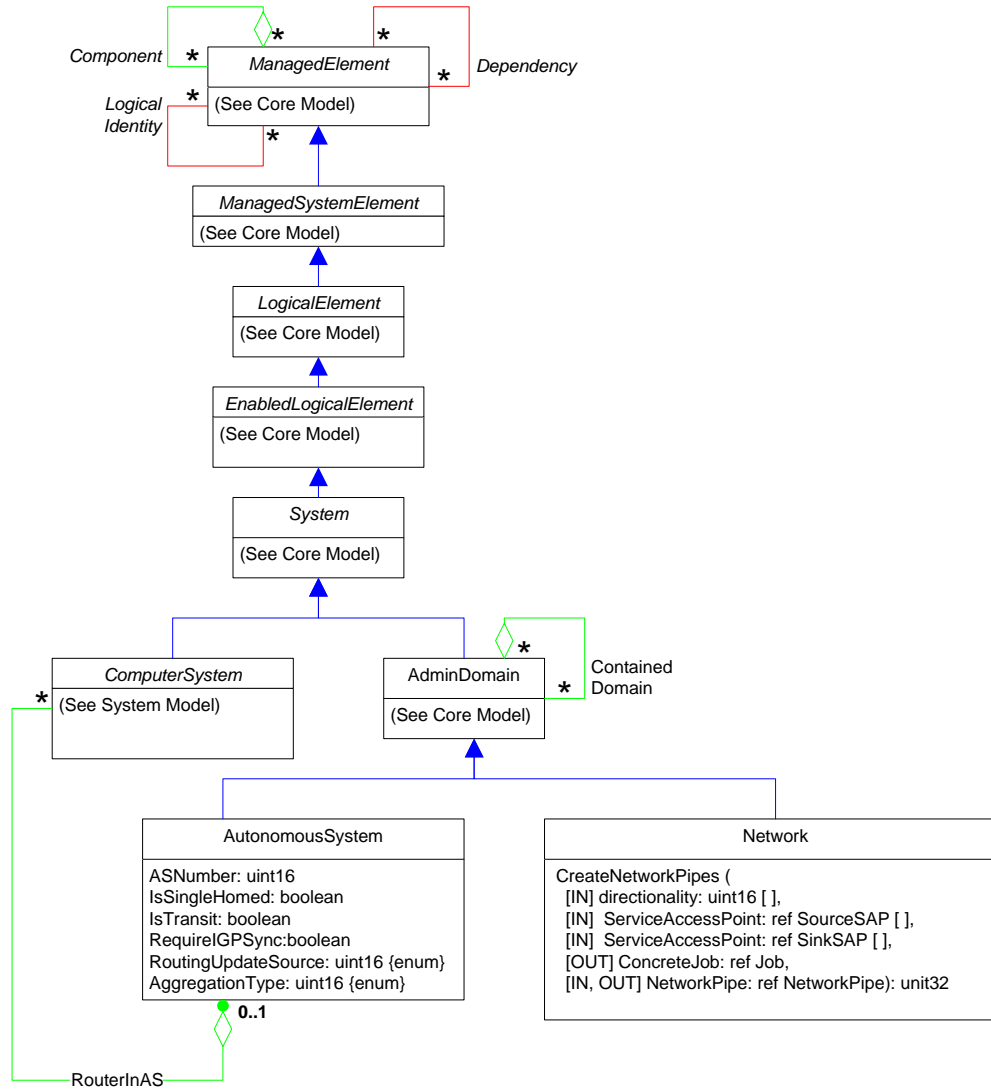 *
*
Component
*
ManagedElement
*
*
Dependency
Logical
Identity
*
(See Core Model)
*
ManagedSystemElement
(See Core Model)
LogicalElement
(See Core Model)
EnabledLogicalElement
(See Core Model)
System
(See Core Model)
ComputerSystem
*
(See System Model)
AdminDomain
*
*
(See Core Model)
Contained
Domain
AutonomousSystem
ASNumber: uint16
IsSingleHomed: boolean
IsTransit: boolean
RequireIGPSync:boolean
RoutingUpdateSource: uint16 {enum}
AggregationType: uint16 {enum}
0..1
Network
CreateNetworkPipes (
[IN] directionality: uint16 [ ],
[IN]  ServiceAccessPoint: ref SourceSAP [ ],
[IN]  ServiceAccessPoint: ref SinkSAP [ ],
[OUT] ConcreteJob: ref Job,
[IN, OUT] NetworkPipe: ref NetworkPipe): unit32
RouterInAS